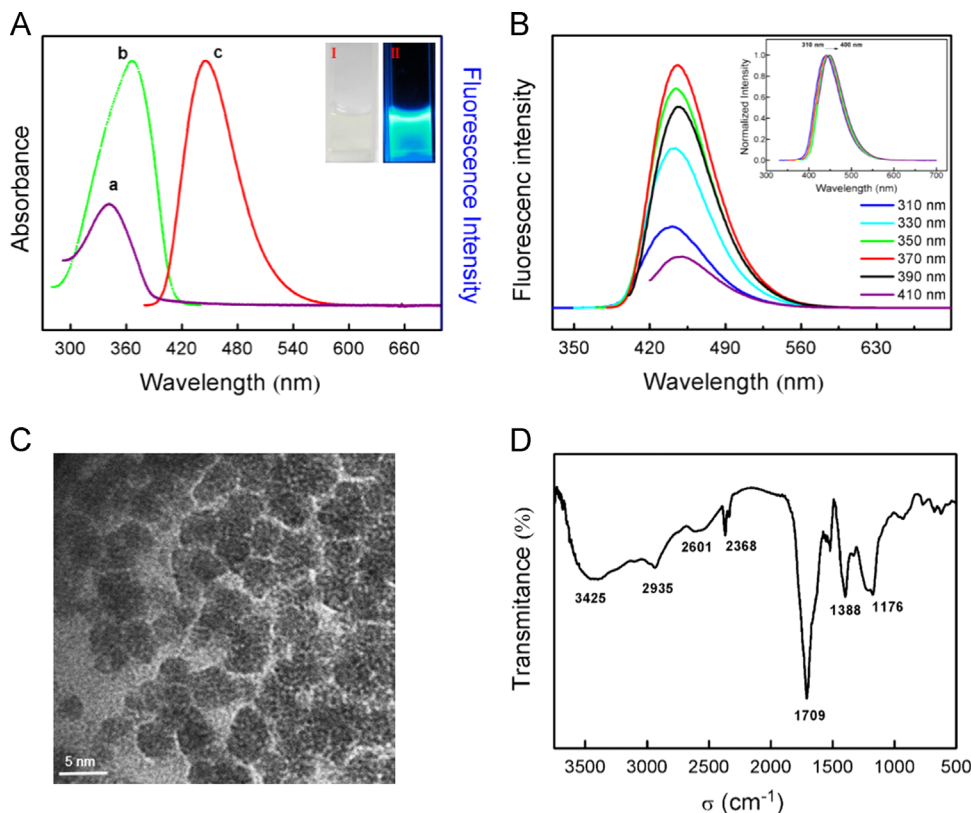 A
a
b
c
I
II
Absorbance
Fluorescence Intensity
300 360 420 480 540 600 660
Wavelength (nm)
B
Fluorescenc intensity
310 nm 400 nm
Normalized Intensity
1.0
0.8
0.6
0.4
0.2
0.0
300 400 500 600 700
Wavelength (nm)
310 nm
330 nm
350 nm
370 nm
390 nm
410 nm
350 420 490 560 630
Wavelength (nm)
C
5 nm
D
Transmitance (%)
3425
2935
2601
2368
1709
1388
1176
3500 3000 2500 2000 1500 1000 500
σ (cm⁻¹)